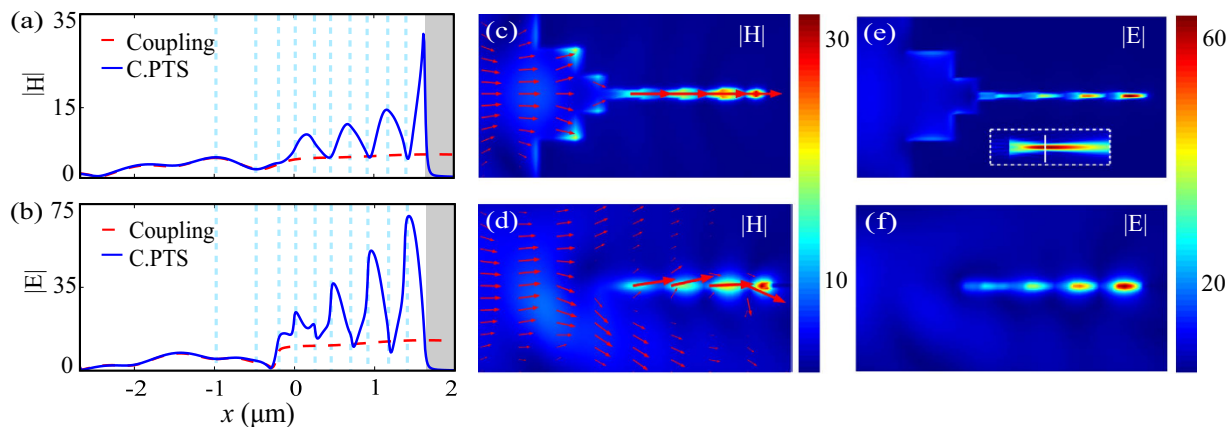 (a)
35
15
0
|H|
Coupling
C.PTS
(b)
75
35
0
|E|
Coupling
C.PTS
-2
-1
0
1
2
x (μm)
(c)
|H|
(d)
|H|
30
10
(e)
|E|
(f)
|E|
60
20